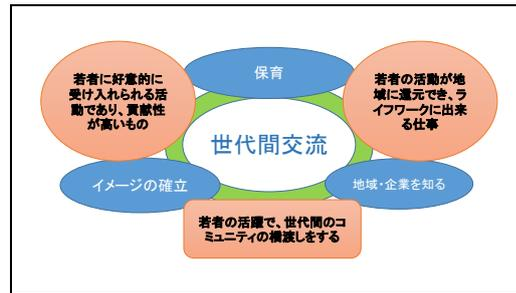 保育
若者に好意的に
受け入れられる活
動であり、貢献性
が高いもの
若者の活動が地
域に還元でき、ラ
イフワークに出来
る仕事
世代間交流
イメージの確立
地域・企業を知る
若者の活躍で、世代間のコ
ミュニティの橋渡しをする